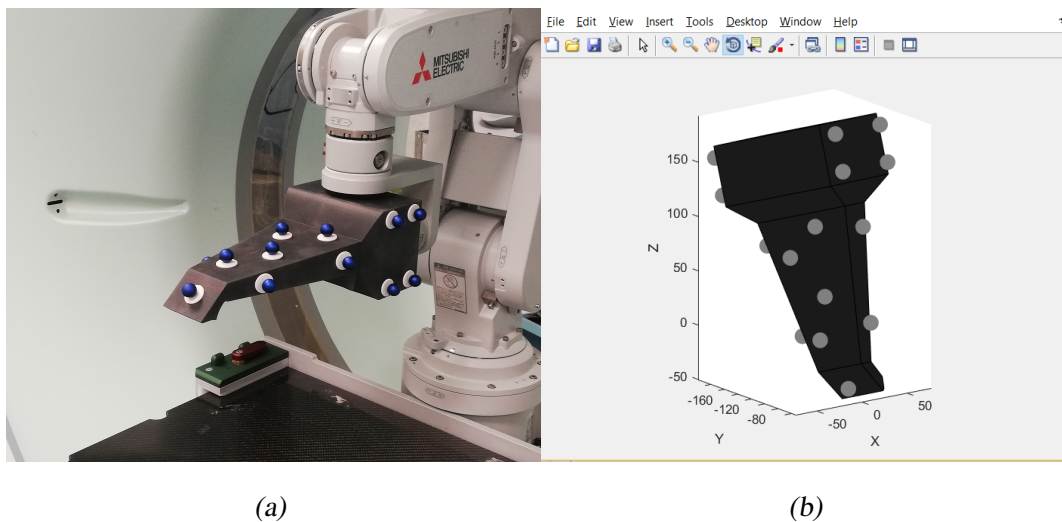 MITSUBISHI
ELECTRIC
File Edit View Insert Tools Desktop Window Help
150
100
50
0
-50
Z
-160
-120
-80
Y
-50
0
50
X
(a)
(b)